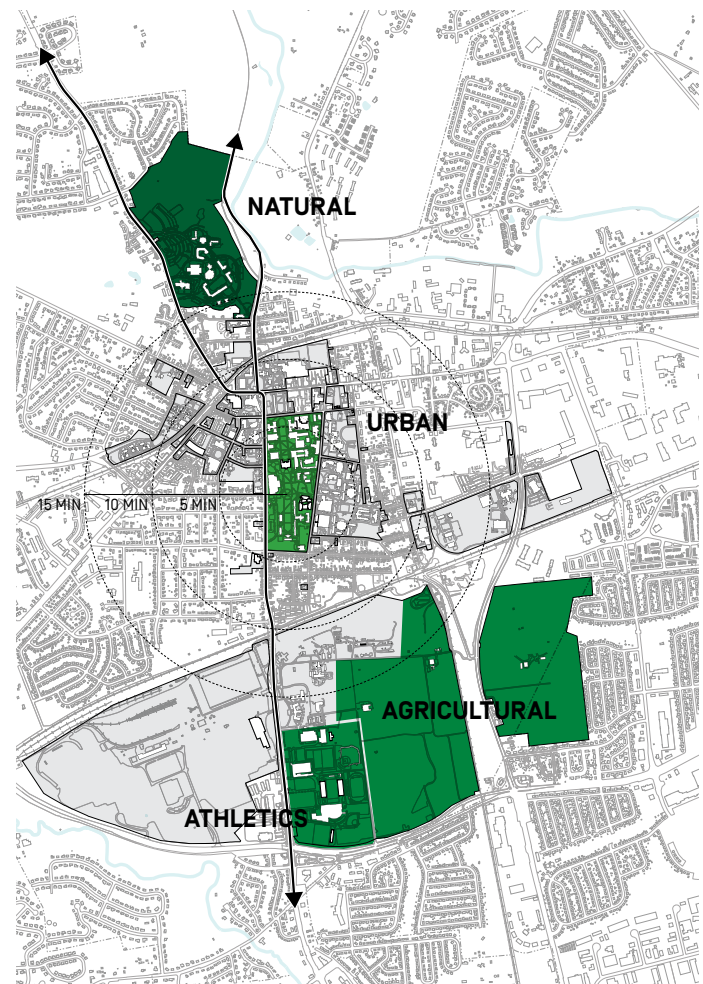 NATURAL
URBAN
15 MIN 10 MIN 5 MIN
AGRICULTURAL
ATHLETICS